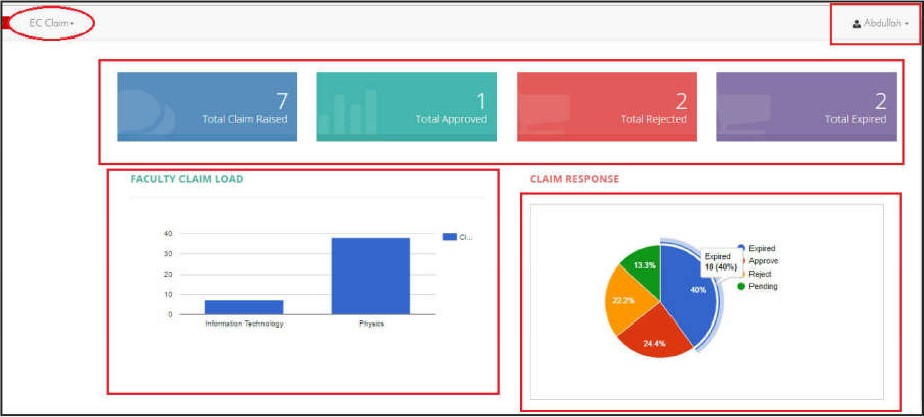 EC Claim
Abdullah
7
Total Claim Raised
1
Total Approved
2
Total Rejected
2
Total Expired
FACULTY CLAIM LOAD
CLAIM RESPONSE
40
30
20
10
0
Information Technology
Physics
Cl...
13.3%
40%
22.2%
24.4%
Expired
18 (40%)
Expired
Approve
Reject
Pending